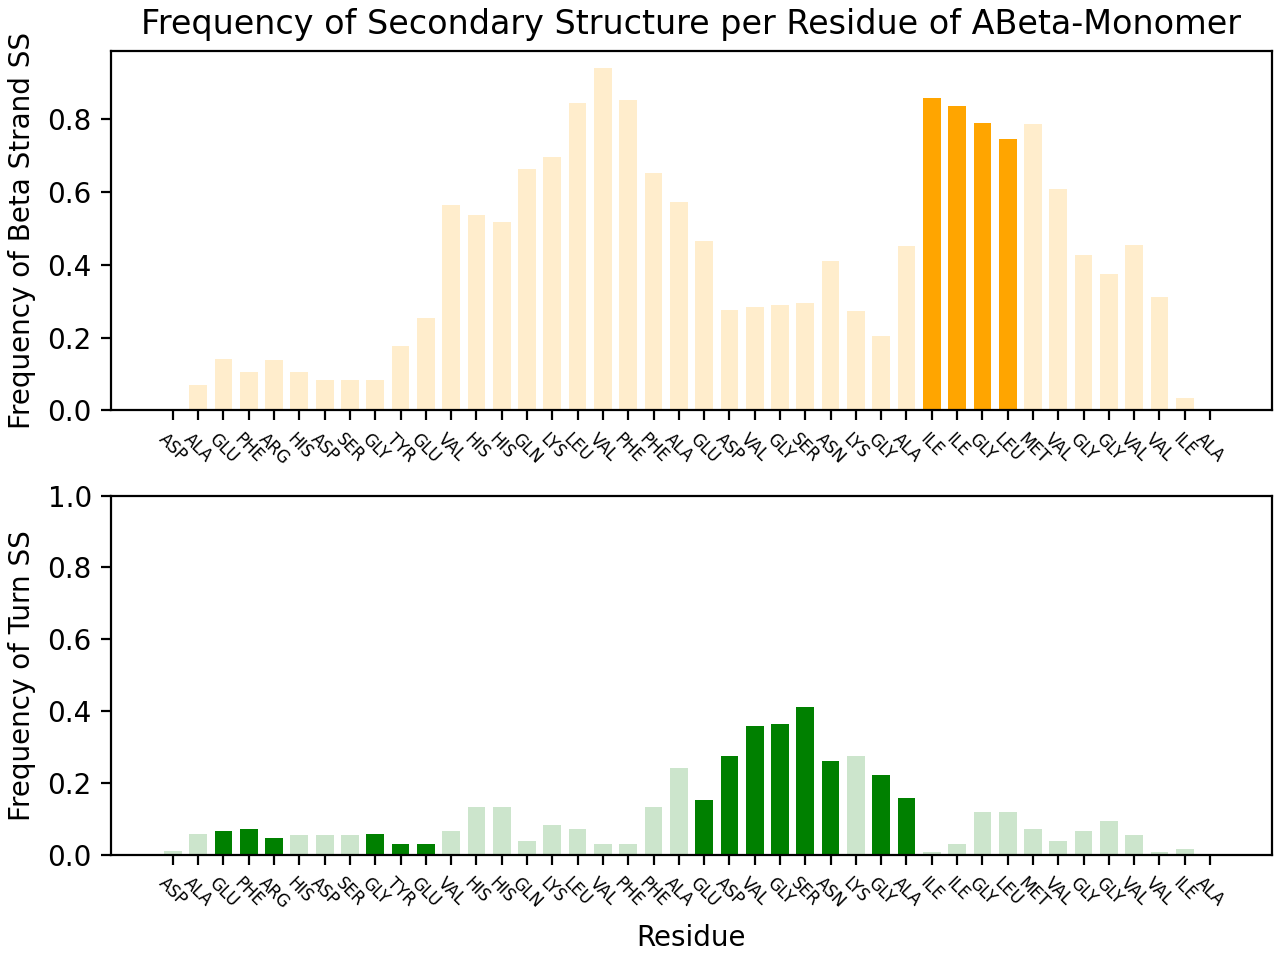 Frequency of Secondary Structure per Residue of ABeta-Monomer
Frequency of Beta Strand SS
0.8
0.6
0.4
0.2
0.0
ASP ALA GLU PHE ARG HIS ASP SER GLY TYR GLU VAL HIS HIS GLN LYS LEU VAL PHE PHE ALA GLU ASP VAL GLY SER ASN LYS GLY ALA ILE ILE GLY LEU MET VAL GLY GLY VAL VAL ILE ALA
Frequency of Turn SS
1.0
0.8
0.6
0.4
0.2
0.0
ASP ALA GLU PHE ARG HIS ASP SER GLY TYR GLU VAL HIS HIS GLN LYS LEU VAL PHE PHE ALA GLU ASP VAL GLY SER ASN LYS GLY ALA ILE ILE GLY LEU MET VAL GLY GLY VAL VAL ILE ALA
Residue